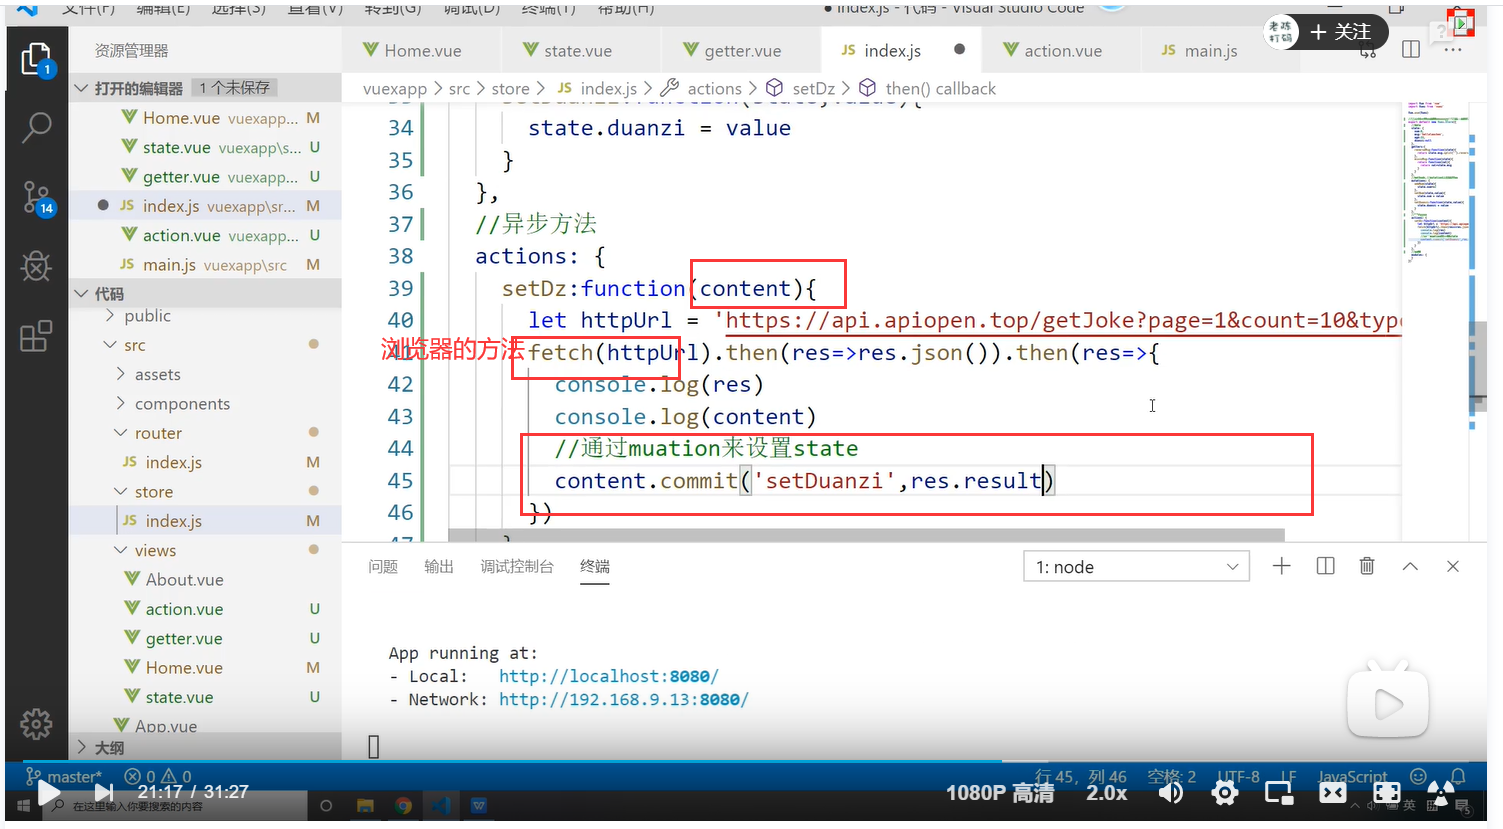 文件(F) 编辑(E) 选择(S) 查看(V) 转到(G) 调试(D) 终端(T) 帮助(H) ● index.js - 代码 - Visual Studio Code
老陈打码 + 关注
资源管理器
Home.vue state.vue getter.vue JS index.js ● action.vue JS main.js ...
打开的编辑器 1 个未保存
vuexapp > src > store > JS index.js > actions > setDz > then() callback
Home.vue vuexapp... M
state.vue vuexapp\s... U
getter.vue vuexapp... U
● JS index.js vuexapp\sr... M
action.vue vuexapp... U
JS main.js vuexapp\src M
代码
public
src
assets
components
router
JS index.js M
store
JS index.js M
views
About.vue
action.vue U
getter.vue U
Home.vue M
state.vue U
App.vue
大纲
1
14
34 state.duanzi = value
35 }
36 },
37 //异步方法
38 actions: {
39 setDz:function(content){
40 let httpUrl = 'https://api.apiopen.top/getJoke?page=1&count=10&type
浏览器的方法
41 fetch(httpUrl).then(res=>res.json()).then(res=>{
42 console.log(res)
43 console.log(content)
44 //通过muation来设置state
45 content.commit('setDuanzi',res.result)
46 })
47 }
问题 输出 调试控制台 终端 1: node
App running at:
- Local: http://localhost:8080/
- Network: http://192.168.9.13:8080/
master* 0 0 行 45, 列 46 空格: 2 UTF-8 LF JavaScript
21:17 / 31:27 1080P 高清 2.0x
在这里输入你要搜索的内容 英